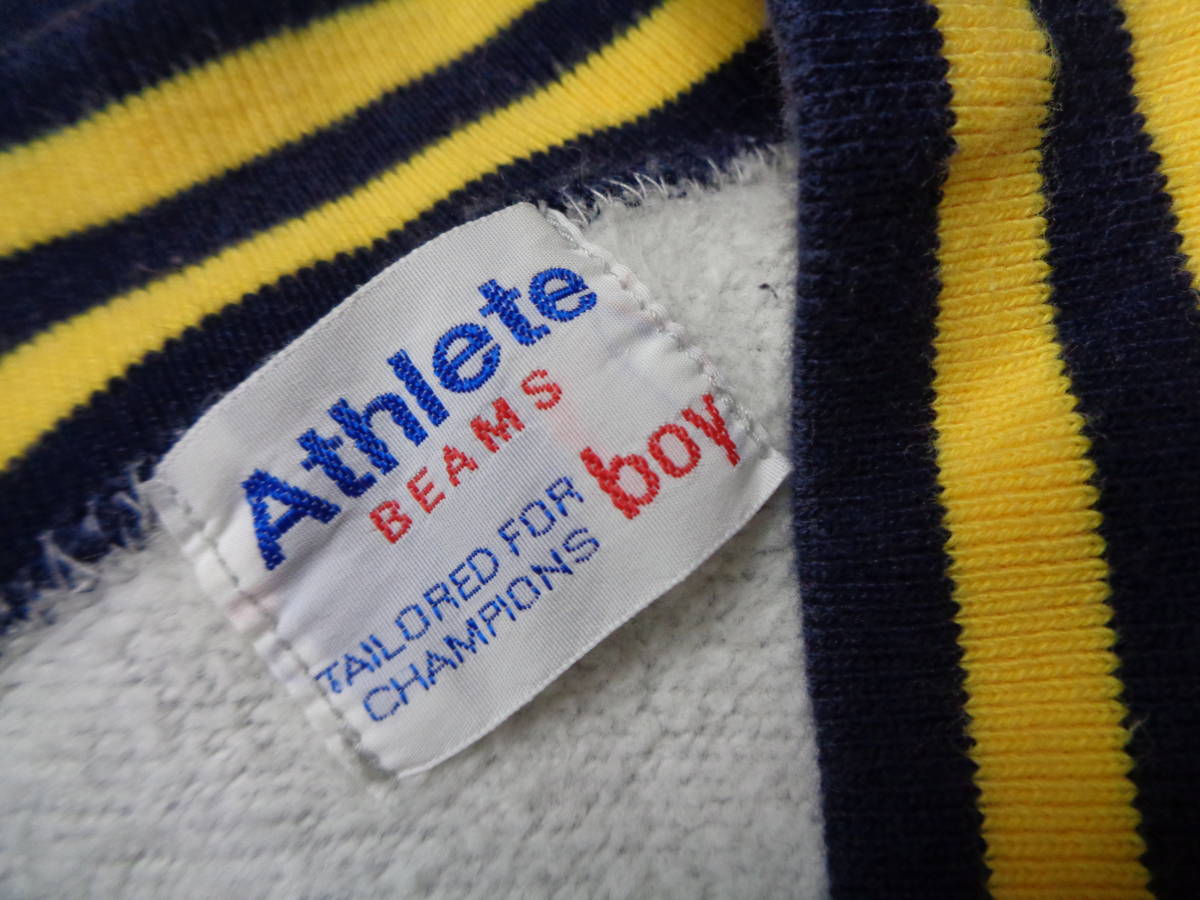 Athlete
BEAMS
TAILORED FOR boy
CHAMPIONS